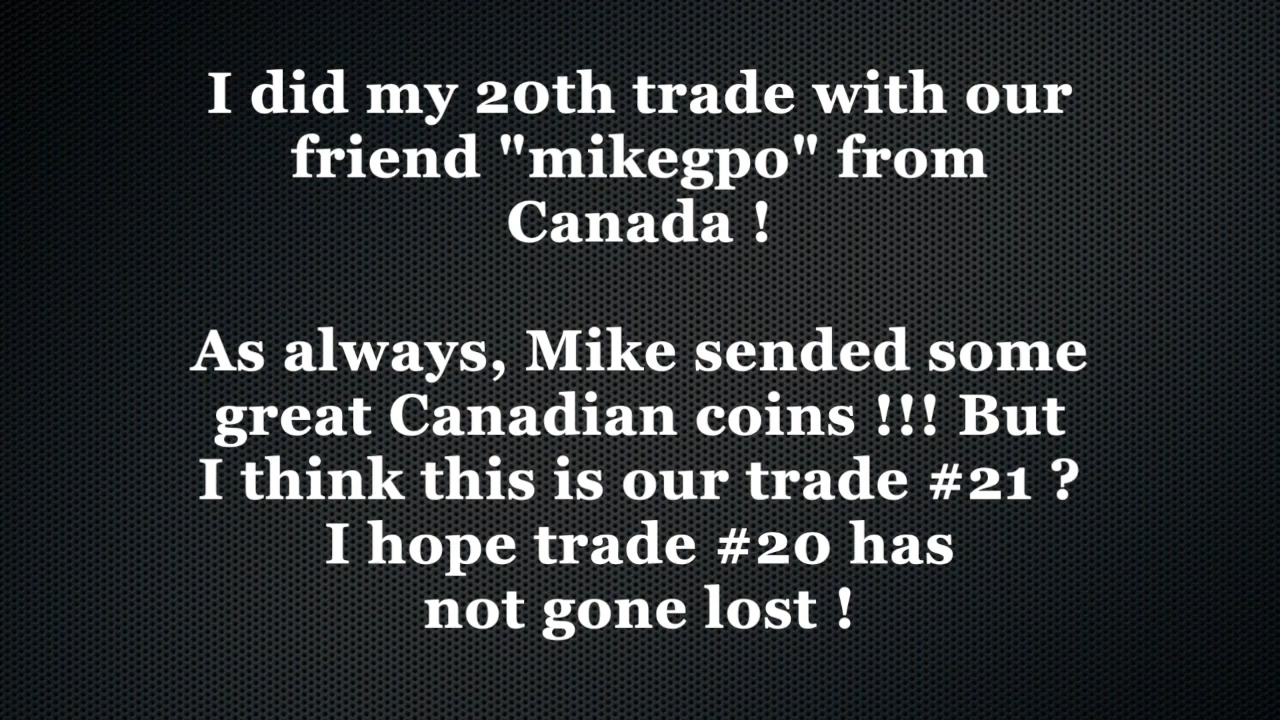 I did my 20th trade with our
friend "mikegpo" from
Canada !
As always, Mike sended some
great Canadian coins !!! But
I think this is our trade #21 ?
I hope trade #20 has
not gone lost !